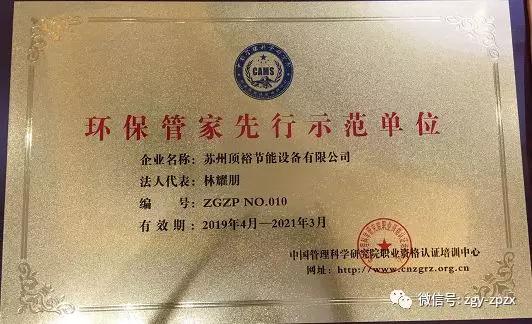 CAMS
环保管家先行示范单位
企业名称：苏州顶裕节能设备有限公司
法人代表：林耀朋
编 号：ZGZP NO.010
有效期：2019年4月—2021年3月
中国管理科学研究院职业资格认证培训中心
网址：http://www.cnzgrz.org.cn
微信号: zgy-zpzx